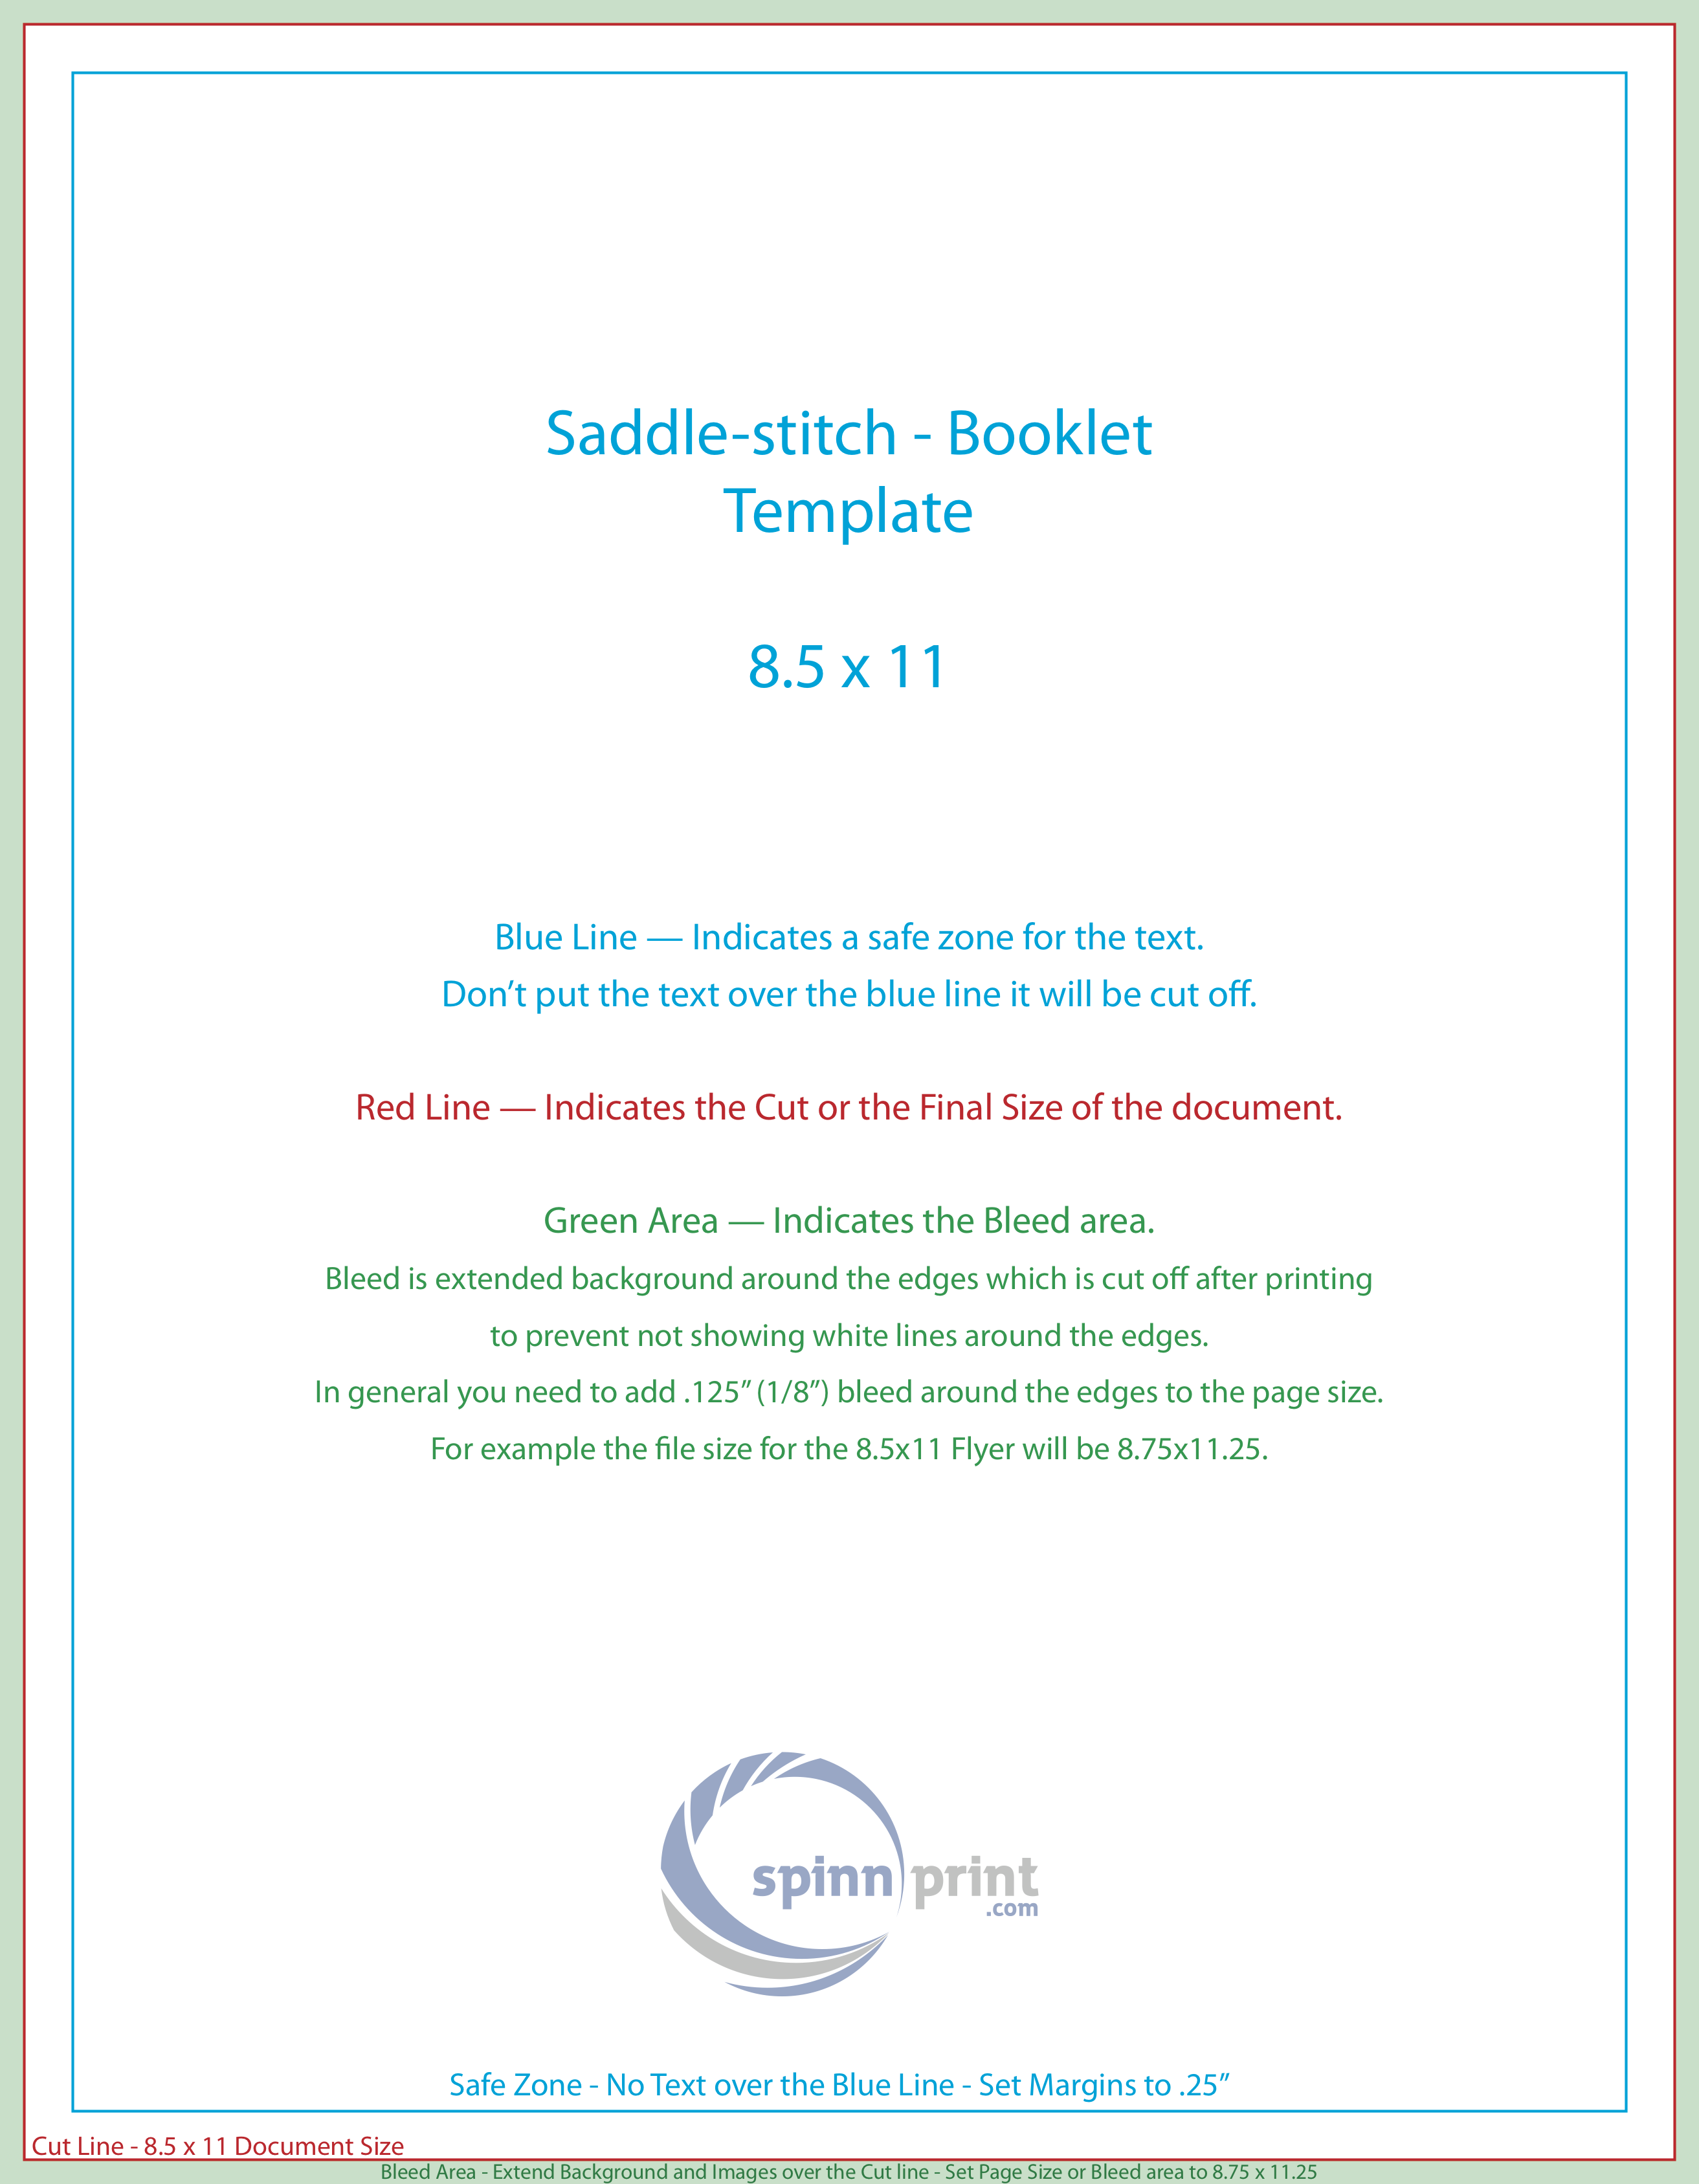 Saddle-stitch - Booklet
Template
8.5 x 11
Blue Line — Indicates a safe zone for the text.
Don’t put the text over the blue line it will be cut off.
Red Line — Indicates the Cut or the Final Size of the document.
Green Area — Indicates the Bleed area.
Bleed is extended background around the edges which is cut off after printing
to prevent not showing white lines around the edges.
In general you need to add .125” (1/8”) bleed around the edges to the page size.
For example the file size for the 8.5x11 Flyer will be 8.75x11.25.
spinn print
.com
Safe Zone - No Text over the Blue Line - Set Margins to .25”
Cut Line - 8.5 x 11 Document Size
Bleed Area - Extend Background and Images over the Cut line - Set Page Size or Bleed area to 8.75 x 11.25